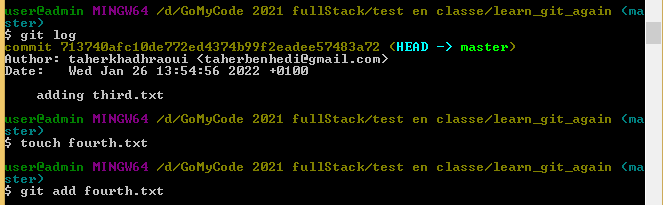 user@admin MINGW64 /d/GoMyCode 2021 fullStack/test en classe/learn_git_again (ma
ster)
$ git log
commit 713740afc10de772ed4374b99f2eadee57483a72 (HEAD -> master)
Author: taherkhadhraoui <taherbenhedi@gmail.com>
Date:   Wed Jan 26 13:54:56 2022 +0100

    adding third.txt

user@admin MINGW64 /d/GoMyCode 2021 fullStack/test en classe/learn_git_again (ma
ster)
$ touch fourth.txt

user@admin MINGW64 /d/GoMyCode 2021 fullStack/test en classe/learn_git_again (ma
ster)
$ git add fourth.txt